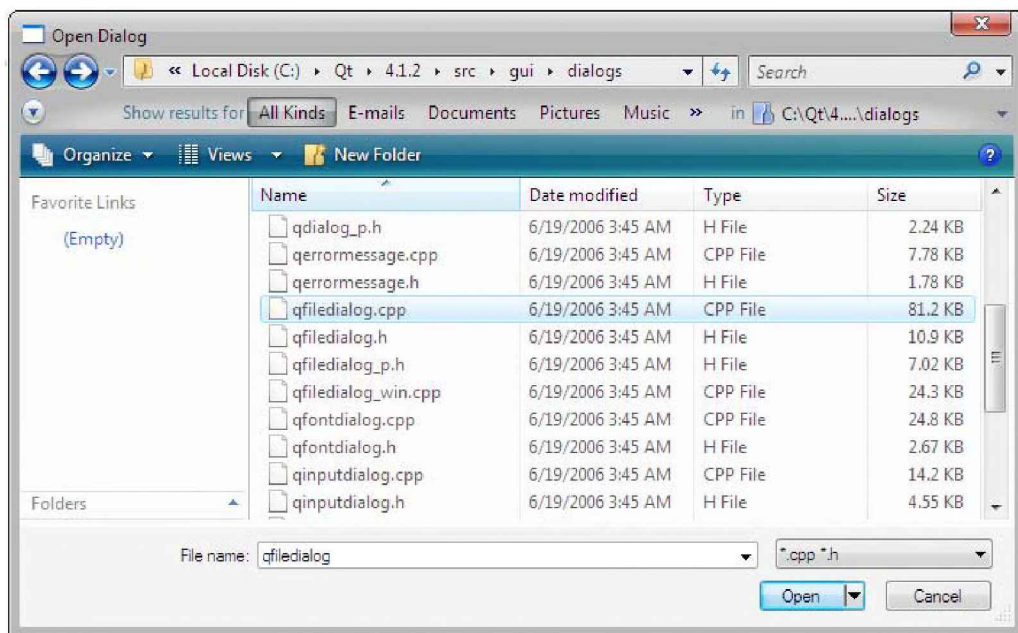 Open Dialog
« Local Disk (C:) ▸ Qt ▸ 4.1.2 ▸ src ▸ gui ▸ dialogs Search
Show results for All Kinds E-mails Documents Pictures Music » in C:\Qt\4....\dialogs
Organize Views New Folder ?
Favorite Links
(Empty)
Folders
Name Date modified Type Size
qdialog_p.h 6/19/2006 3:45 AM H File 2.24 KB
qerrormessage.cpp 6/19/2006 3:45 AM CPP File 7.78 KB
qerrormessage.h 6/19/2006 3:45 AM H File 1.78 KB
qfiledialog.cpp 6/19/2006 3:45 AM CPP File 81.2 KB
qfiledialog.h 6/19/2006 3:45 AM H File 10.9 KB
qfiledialog_p.h 6/19/2006 3:45 AM H File 7.02 KB
qfiledialog_win.cpp 6/19/2006 3:45 AM CPP File 24.3 KB
qfontdialog.cpp 6/19/2006 3:45 AM CPP File 24.8 KB
qfontdialog.h 6/19/2006 3:45 AM H File 2.67 KB
qinputdialog.cpp 6/19/2006 3:45 AM CPP File 14.2 KB
qinputdialog.h 6/19/2006 3:45 AM H File 4.55 KB
File name: qfiledialog *.cpp *.h
Open Cancel